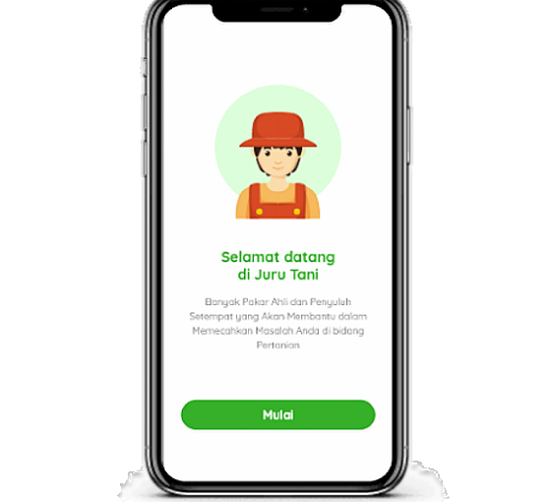 Selamat datang
di Juru Tani
Banyak Pakar Ahli dan Penyuluh
Setempat yang Akan Membantu dalam
Memecahkan Masalah Anda di bidang
Pertanian
Mulai